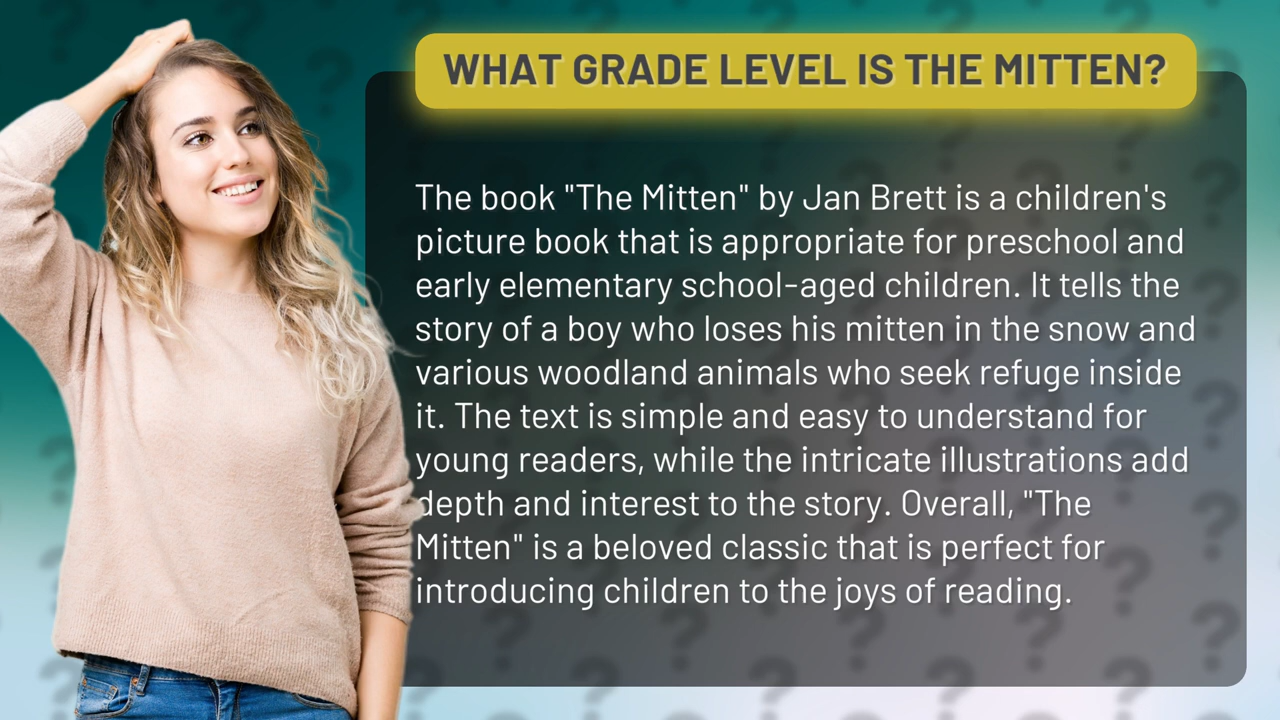 WHAT GRADE LEVEL IS THE MITTEN?
The book "The Mitten" by Jan Brett is a children's
picture book that is appropriate for preschool and
early elementary school-aged children. It tells the
story of a boy who loses his mitten in the snow and
various woodland animals who seek refuge inside
it. The text is simple and easy to understand for
young readers, while the intricate illustrations add
depth and interest to the story. Overall, "The
Mitten" is a beloved classic that is perfect for
introducing children to the joys of reading.